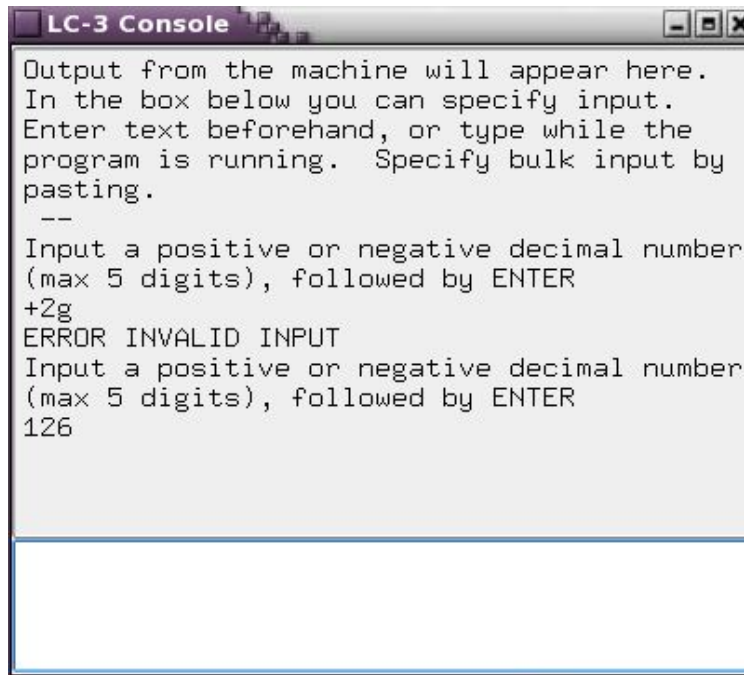 LC-3 Console
Output from the machine will appear here.
In the box below you can specify input.
Enter text beforehand, or type while the
program is running.  Specify bulk input by
pasting.
--
Input a positive or negative decimal number
(max 5 digits), followed by ENTER
+2g
ERROR INVALID INPUT
Input a positive or negative decimal number
(max 5 digits), followed by ENTER
126